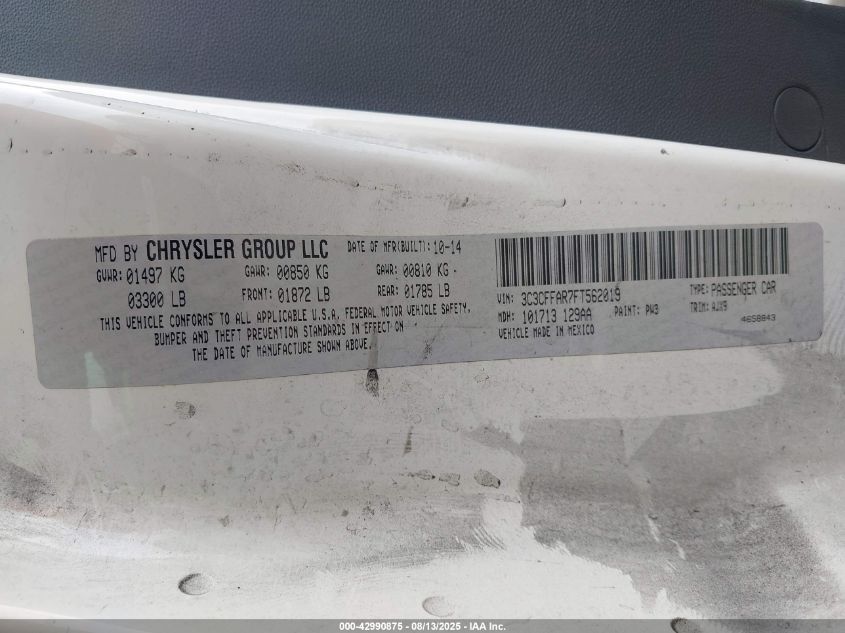 MFD BY CHRYSLER GROUP LLC DATE OF MFR(BUILT): 10-14
GVWR: 01497 KG GAWR: 00850 KG GAWR: 00810 KG
03300 LB FRONT: 01872 LB REAR: 01785 LB
THIS VEHICLE CONFORMS TO ALL APPLICABLE U.S.A. FEDERAL MOTOR VEHICLE SAFETY,
BUMPER AND THEFT PREVENTION STANDARDS IN EFFECT ON
THE DATE OF MANUFACTURE SHOWN ABOVE.
VIN: 3C3CFFAR7FT562019 TYPE: PASSENGER CAR
MDH: 101713 129AA PAINT: PW3 TRIM: AJX9
VEHICLE MADE IN MEXICO 4658843
000-42990875 - 08/13/2025 - IAA Inc.